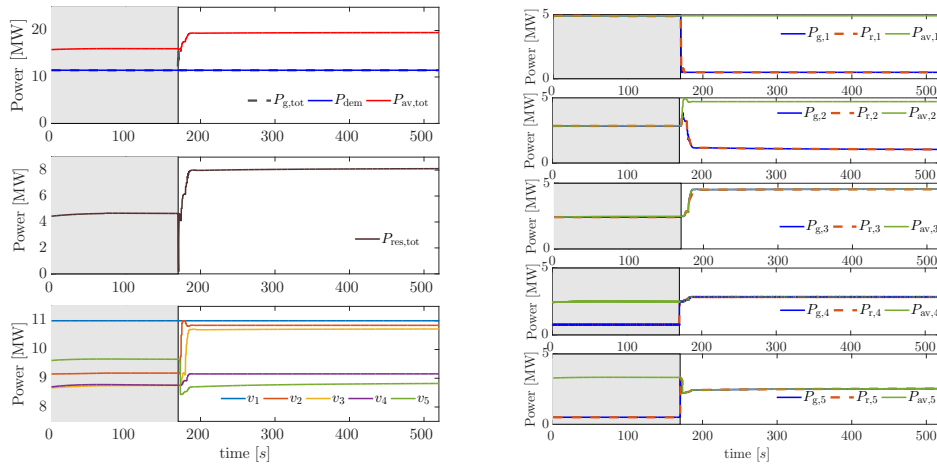 20
10
0
Power [MW]
P_g,tot P_dem P_av,tot
0 100 200 300 400 500
8
6
4
2
0
Power [MW]
P_res,tot
0 100 200 300 400 500
11
10
9
8
Power [MW]
v_1 v_2 v_3 v_4 v_5
0 100 200 300 400 500
time [s]
5
0
Power [MW]
P_g,1 P_r,1 P_av,1
0 100 200 300 400 500
5
0
Power [MW]
P_g,2 P_r,2 P_av,2
0 100 200 300 400 500
5
0
Power [MW]
P_g,3 P_r,3 P_av,3
0 100 200 300 400 500
5
0
Power [MW]
P_g,4 P_r,4 P_av,4
0 100 200 300 400 500
5
0
Power [MW]
P_g,5 P_r,5 P_av,5
0 100 200 300 400 500
time [s]